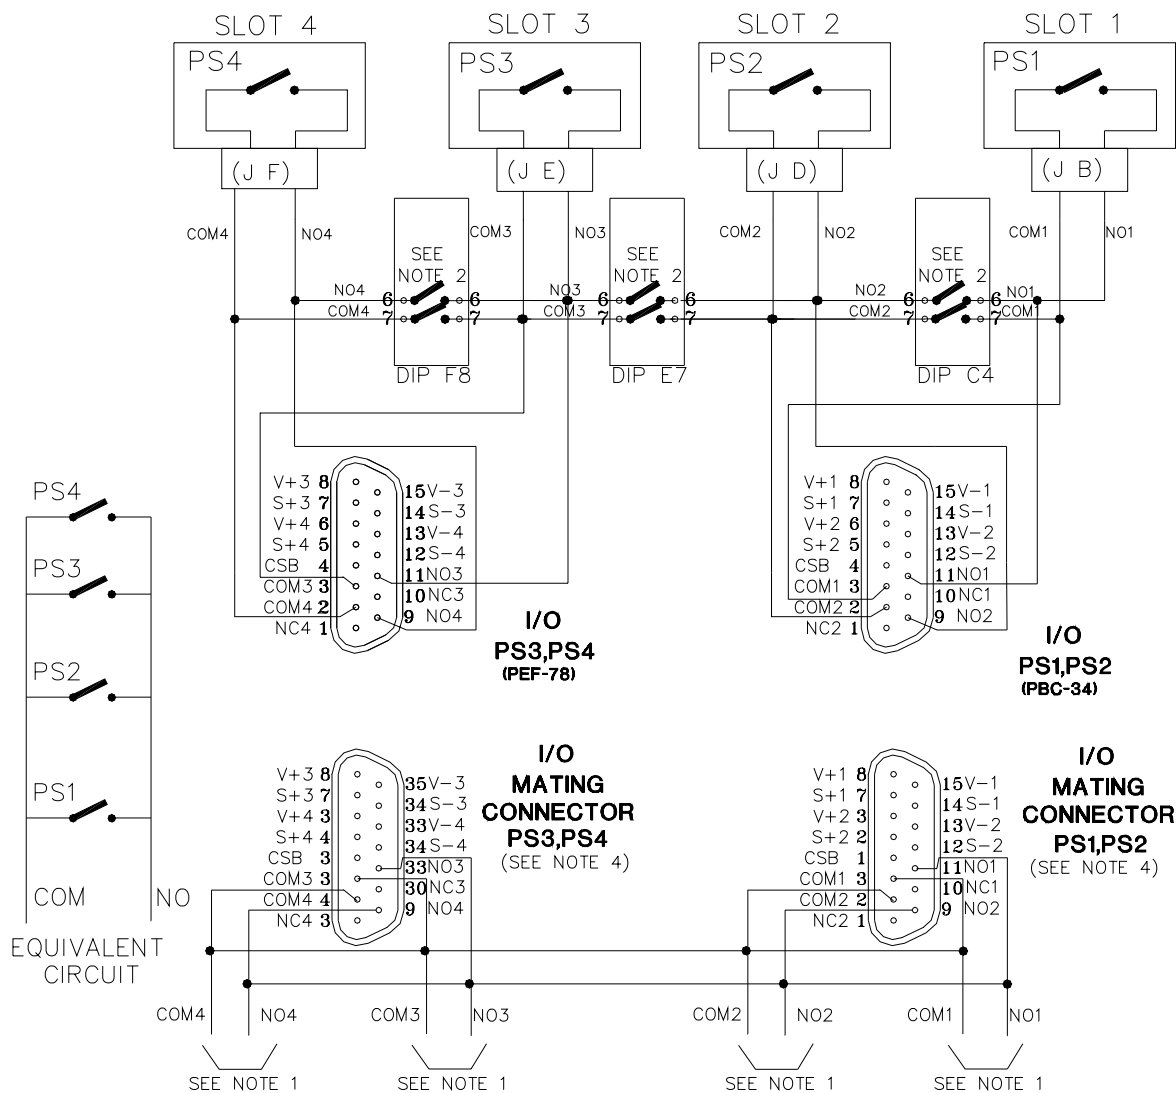 SLOT 4
SLOT 3
SLOT 2
SLOT 1
PS4
PS3
PS2
PS1
(J F)
(J E)
(J D)
(J B)
COM4
NO4
COM3
NO3
COM2
NO2
COM1
NO1
SEE
NOTE 2
SEE
NOTE 2
SEE
NOTE 2
NO4 6 6 NO3 6 6 NO2 6 6 NO1
COM4 7 7 COM3 7 7 COM2 7 7 COM1
DIP F8
DIP E7
DIP C4
V+3 8
S+3 7
V+4 6
S+4 5
CSB 4
COM3 3
COM4 2
NC4 1
15 V-3
14 S-3
13 V-4
12 S-4
11 NO3
10 NC3
9 NO4
I/O
PS3,PS4
(PEF-78)
V+1 8
S+1 7
V+2 6
S+2 5
CSB 4
COM1 3
COM2 2
NC2 1
15 V-1
14 S-1
13 V-2
12 S-2
11 NO1
10 NC1
9 NO2
I/O
PS1,PS2
(PBC-34)
PS4
PS3
PS2
PS1
COM
NO
EQUIVALENT
CIRCUIT
V+3 8
S+3 7
V+4 3
S+4 4
CSB 3
COM3 3
COM4 4
NC4 3
35 V-3
34 S-3
33 V-4
34 S-4
33 NO3
30 NC3
9 NO4
I/O
MATING
CONNECTOR
PS3,PS4
(SEE NOTE 4)
V+1 8
S+1 7
V+2 3
S+2 2
CSB 1
COM1 3
COM2 2
NC2 1
15 V-1
14 S-1
13 V-2
12 S-2
11 NO1
10 NC1
9 NO2
I/O
MATING
CONNECTOR
PS1,PS2
(SEE NOTE 4)
COM4
NO4
COM3
NO3
COM2
NO2
COM1
NO1
SEE NOTE 1
SEE NOTE 1
SEE NOTE 1
SEE NOTE 1